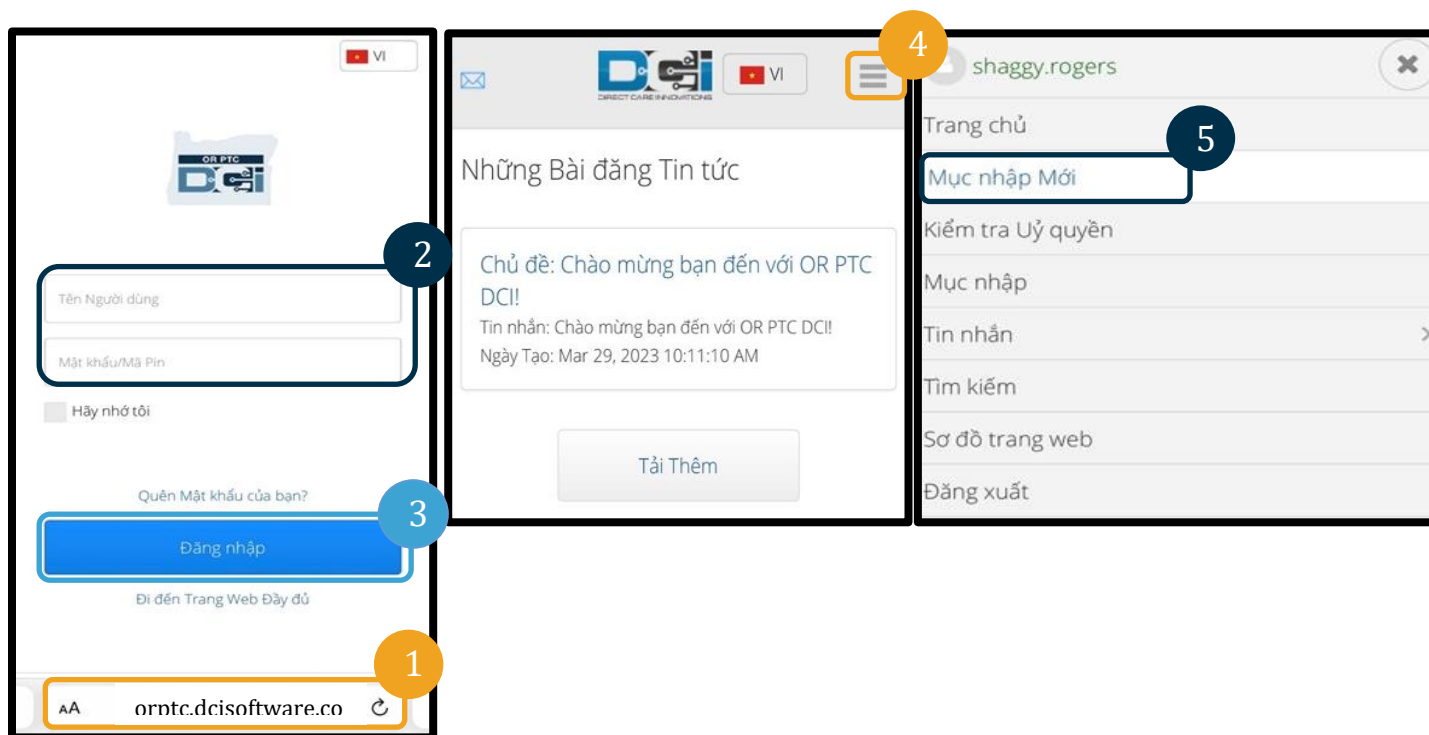 VI
OR PTC
DCi
2
Tên Người dùng
Mật khẩu/Mã Pin
Hãy nhớ tôi
Quên Mật khẩu của bạn?
3
Đăng nhập
Đi đến Trang Web Đầy đủ
1
AA orptc.dcisoftware.co
4
DCi
DIRECT CARE INNOVATIONS
VI
Những Bài đăng Tin tức
Chủ đề: Chào mừng bạn đến với OR PTC
DCI!
Tin nhắn: Chào mừng bạn đến với OR PTC DCI!
Ngày Tạo: Mar 29, 2023 10:11:10 AM
Tải Thêm
shaggy.rogers
Trang chủ
5
Mục nhập Mới
Kiểm tra Uỷ quyền
Mục nhập
Tin nhắn
Tìm kiếm
Sơ đồ trang web
Đăng xuất